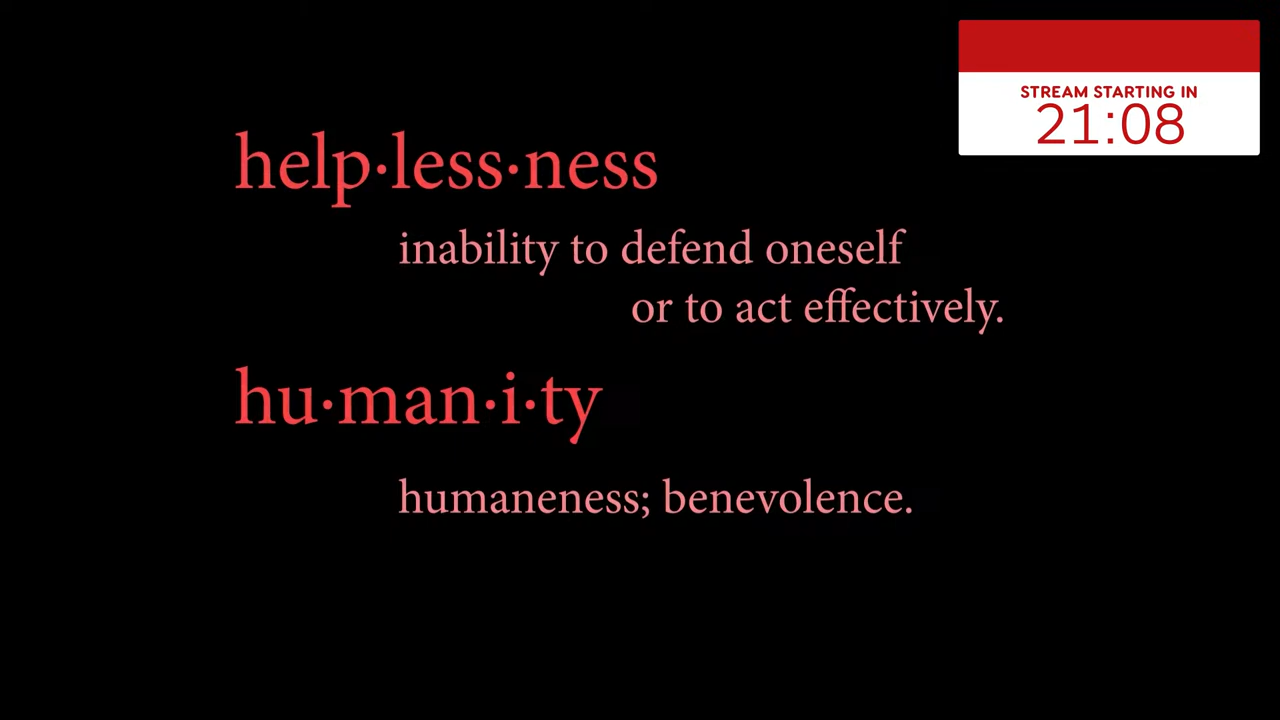 STREAM STARTING IN
21:08
help·less·ness
inability to defend oneself
or to act effectively.
hu·man·i·ty
humaneness; benevolence.